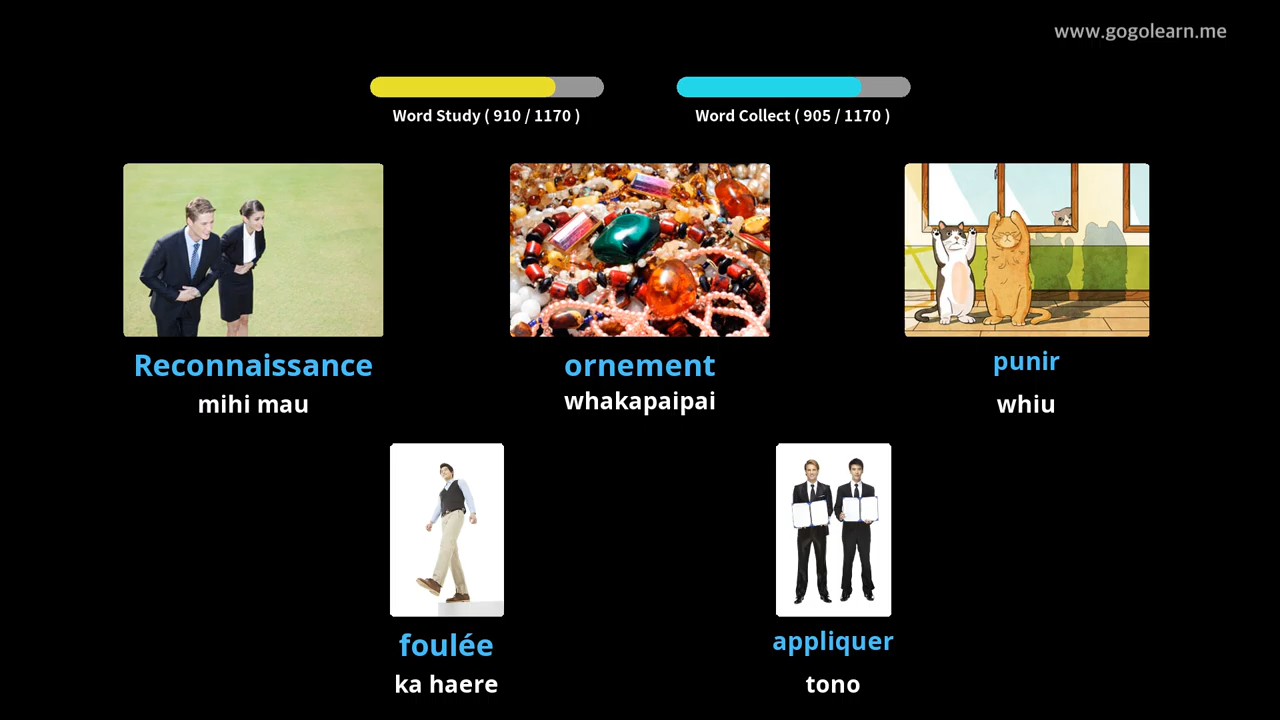 www.gogolearn.me
Word Study ( 910 / 1170 )
Word Collect ( 905 / 1170 )
Reconnaissance
mihi mau
ornement
whakapaipai
punir
whiu
foulée
ka haere
appliquer
tono